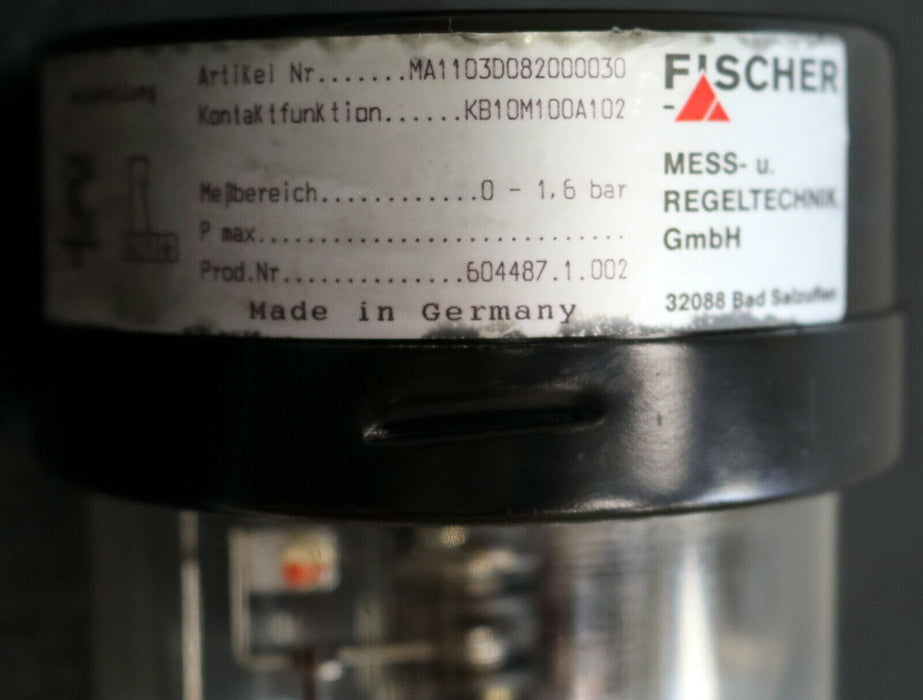 Artikel Nr.......MA1103D082000030
Kontaktfunktion......KB10M100A102
Meßbereich.............0 - 1,6 bar
P max..............................
Prod.Nr...............604487.1.002
Made in Germany
FISCHER
MESS- u.
REGELTECHNIK
GmbH
32088 Bad Salzuflen